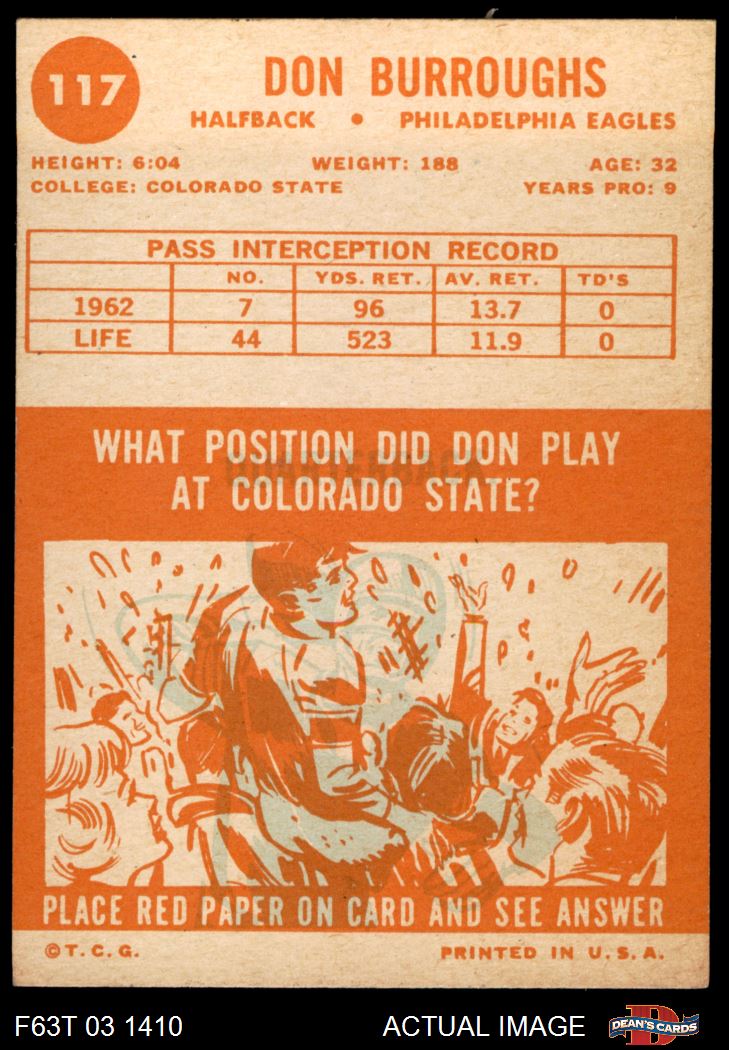 117
DON BURROUGHS
HALFBACK • PHILADELPHIA EAGLES
HEIGHT: 6:04 WEIGHT: 188 AGE: 32
COLLEGE: COLORADO STATE YEARS PRO: 9
PASS INTERCEPTION RECORD
NO. YDS. RET. AV. RET. TD'S
1962 7 96 13.7 0
LIFE 44 523 11.9 0
WHAT POSITION DID DON PLAY
QUARTERBACK
AT COLORADO STATE?
PLACE RED PAPER ON CARD AND SEE ANSWER
©T.C.G. PRINTED IN U.S.A.
F63T 03 1410 ACTUAL IMAGE D DEAN'S CARDS